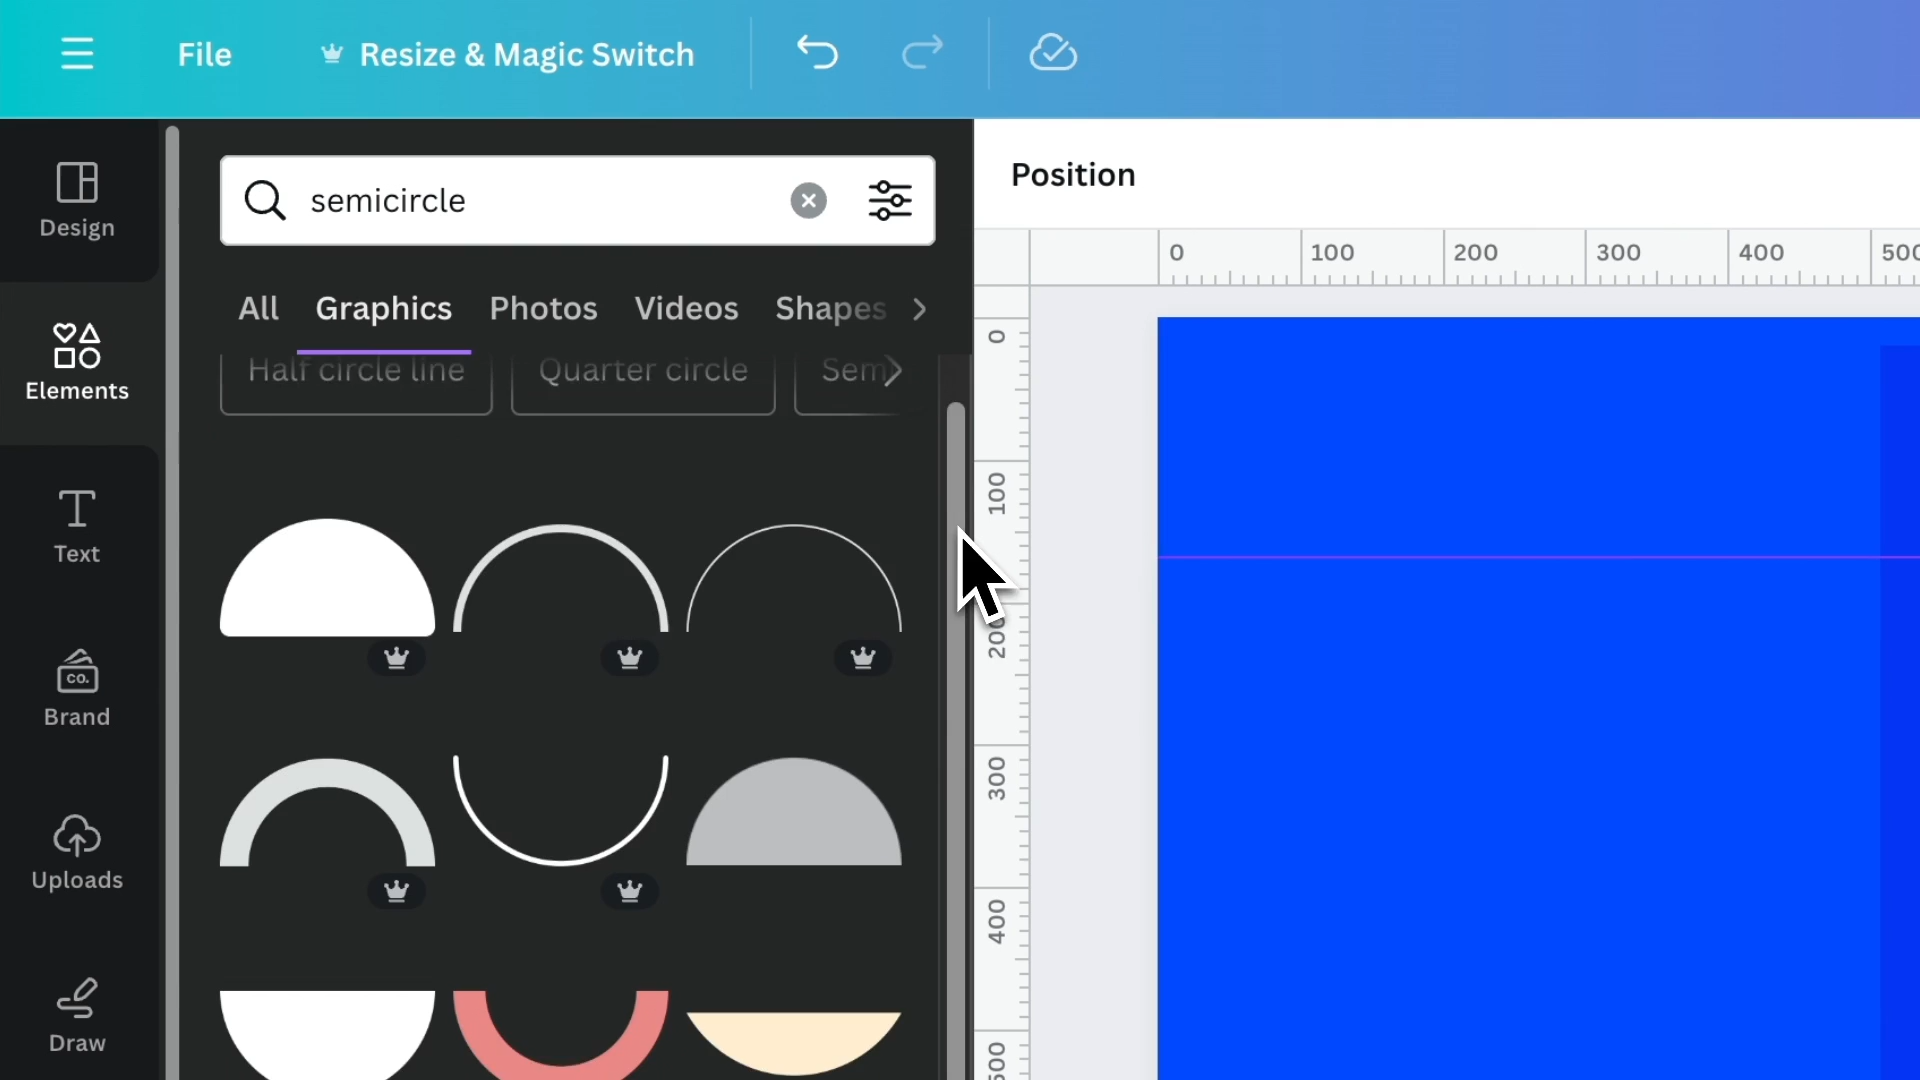 File
Resize & Magic Switch
Design
semicircle
Position
0 100 200 300 400 500
All Graphics Photos Videos Shapes
Half circle line Quarter circle
Elements
Text
CO.
Brand
Uploads
Draw
0
100
200
300
400
500